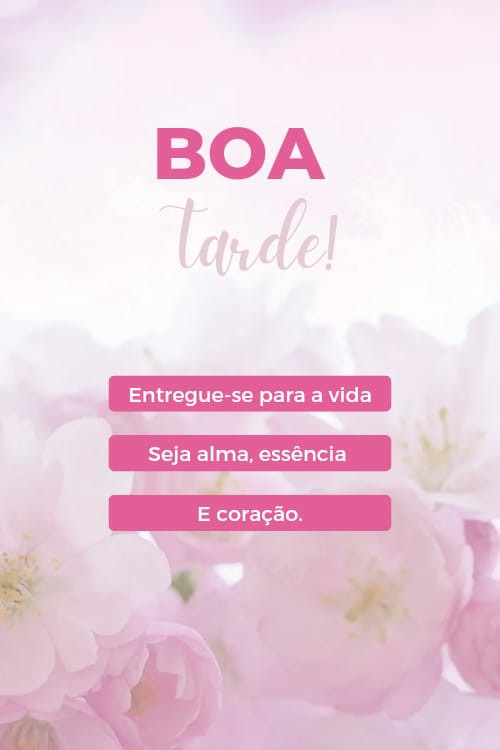 BOA
tarde!
Entregue-se para a vida
Seja alma, essência
E coração.